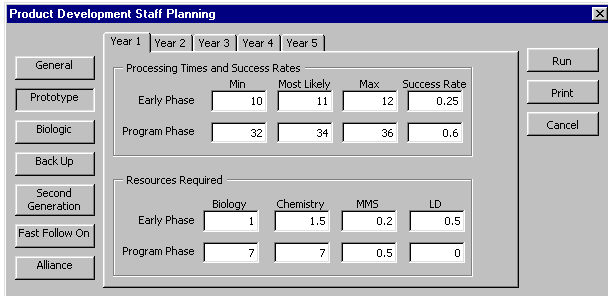 Product Development Staff Planning
General
Prototype
Biologic
Back Up
Second
Generation
Fast Follow On
Alliance
Year 1 Year 2 Year 3 Year 4 Year 5
Processing Times and Success Rates
Min Most Likely Max Success Rate
Early Phase 10 11 12 0.25
Program Phase 32 34 36 0.6
Resources Required
Biology Chemistry MMS LD
Early Phase 1 1.5 0.2 0.5
Program Phase 7 7 0.5 0
Run
Print
Cancel